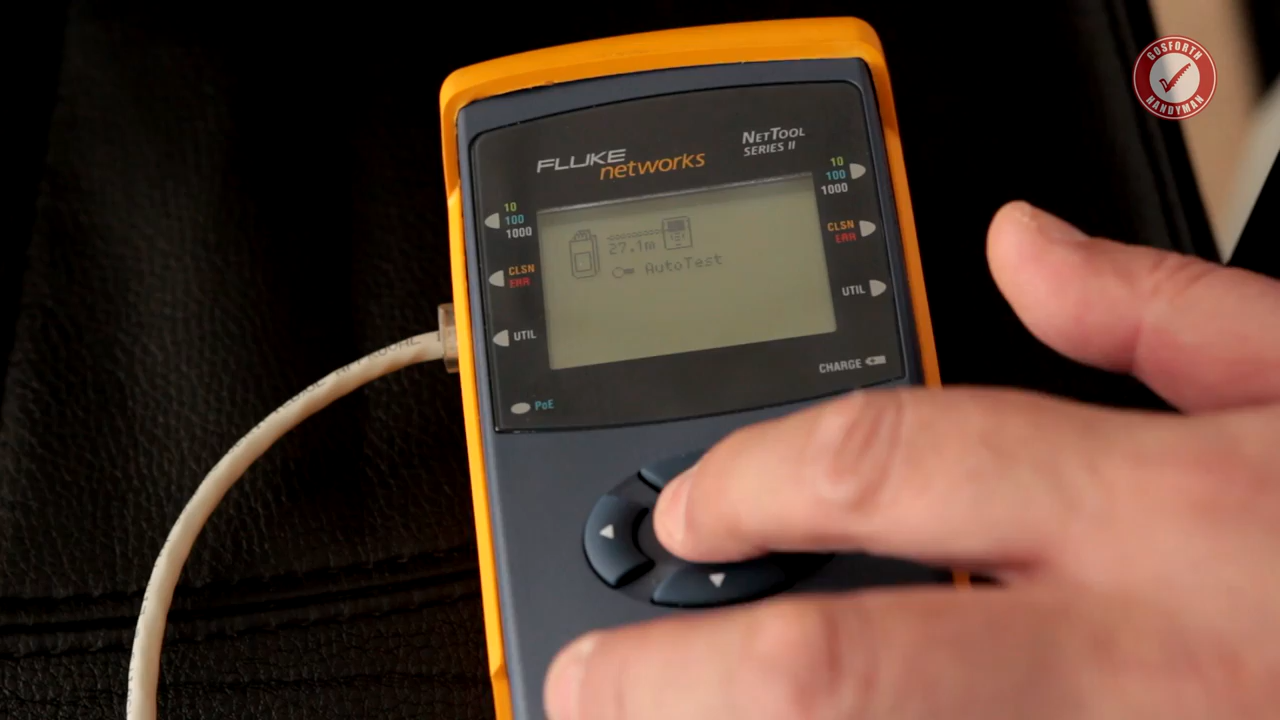 GOSFORTH
HANDYMAN
FLUKE
networks
NETTOOL
SERIES II
10
100
1000
CLSN
ERR
UTIL
PoE
27.1m
AutoTest
10
100
1000
CLSN
ERR
UTIL
CHARGE